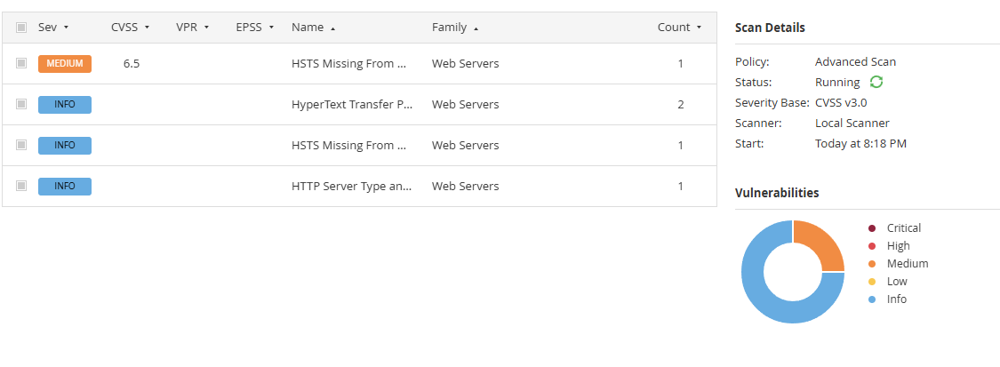 Sev CVSS VPR EPSS Name Family Count
MEDIUM 6.5 HSTS Missing From ... Web Servers 1
INFO HyperText Transfer P... Web Servers 2
INFO HSTS Missing From ... Web Servers 1
INFO HTTP Server Type an... Web Servers 1
Scan Details
Policy: Advanced Scan
Status: Running
Severity Base: CVSS v3.0
Scanner: Local Scanner
Start: Today at 8:18 PM
Vulnerabilities
Critical
High
Medium
Low
Info